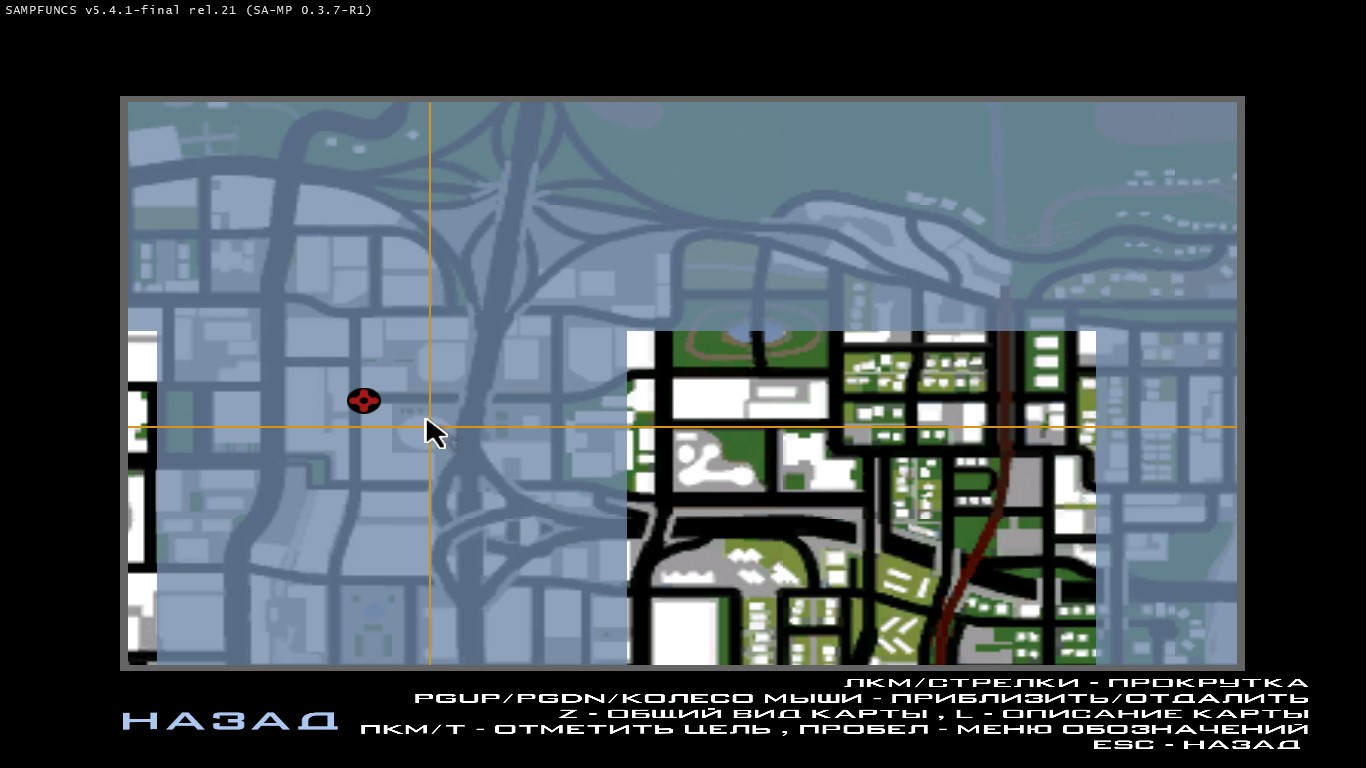 SAMPFUNCS v5.4.1-final rel.21 (SA-MP 0.3.7-R1)
ЛКМ/СТРЕЛКИ - ПРОКРУТКА
PGUP/PGDN/КОЛЕСО МЫШИ - ПРИБЛИЗИТЬ/ОТДАЛИТЬ
Z - ОБЩИЙ ВИД КАРТЫ , L - ОПИСАНИЕ КАРТЫ
НАЗАД
ПКМ/T - ОТМЕТИТЬ ЦЕЛЬ , ПРОБЕЛ - МЕНЮ ОБОЗНАЧЕНИЙ
ESC - НАЗАД